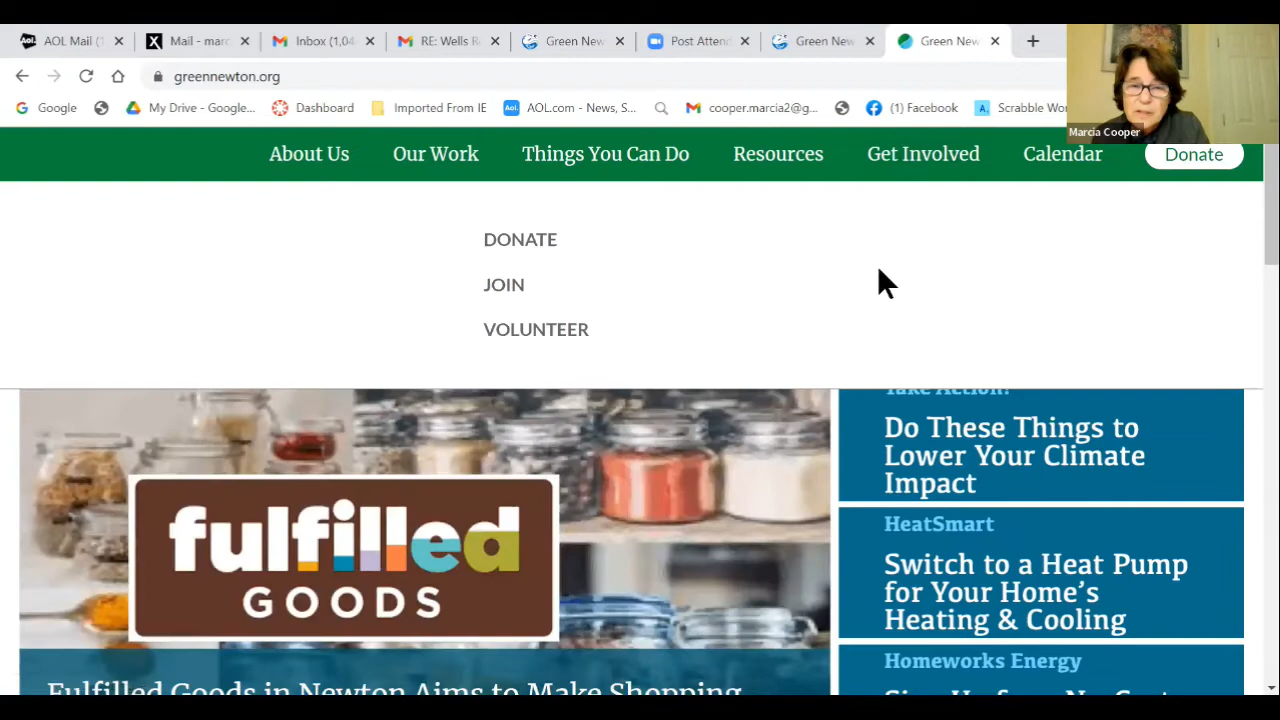 AOL Mail (1
Mail - marc
Inbox (1,04
RE: Wells R
Green New
Post Attend
Green New
Green New
greennewton.org
Google
My Drive - Google...
Dashboard
Imported From IE
Aol.
AOL.com - News, S...
cooper.marcia2@g...
(1) Facebook
Scrabble Wor
Marcia Cooper
About Us
Our Work
Things You Can Do
Resources
Get Involved
Calendar
Donate
DONATE
JOIN
VOLUNTEER
fulfilled
GOODS
Fulfilled Goods in Newton Aims to Make Shopping
Take Action!
Do These Things to
Lower Your Climate
Impact
HeatSmart
Switch to a Heat Pump
for Your Home's
Heating & Cooling
Homeworks Energy